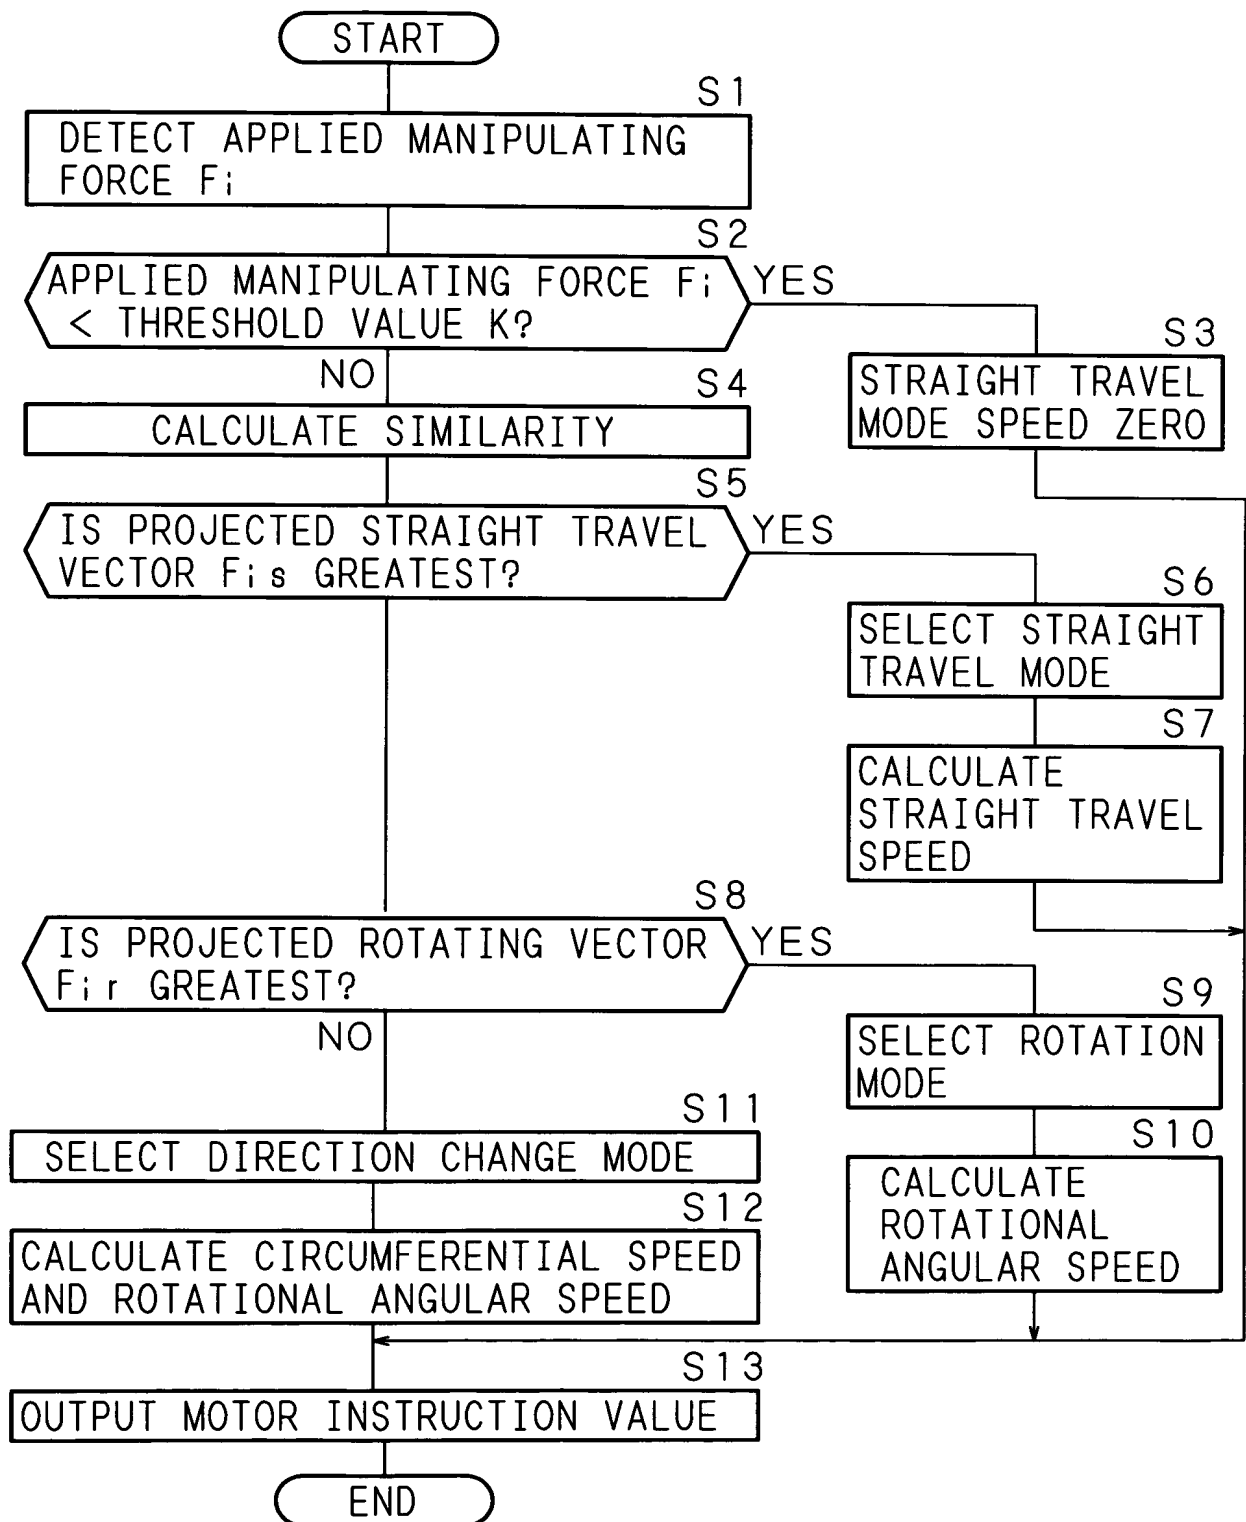 START
S1
DETECT APPLIED MANIPULATING
FORCE Fi
S2
APPLIED MANIPULATING FORCE Fi
< THRESHOLD VALUE K?
YES
NO
S3
STRAIGHT TRAVEL
MODE SPEED ZERO
S4
CALCULATE SIMILARITY
S5
IS PROJECTED STRAIGHT TRAVEL
VECTOR Fis GREATEST?
YES
S6
SELECT STRAIGHT
TRAVEL MODE
S7
CALCULATE
STRAIGHT TRAVEL
SPEED
S8
IS PROJECTED ROTATING VECTOR
Fir GREATEST?
YES
NO
S9
SELECT ROTATION
MODE
S10
CALCULATE
ROTATIONAL
ANGULAR SPEED
S11
SELECT DIRECTION CHANGE MODE
S12
CALCULATE CIRCUMFERENTIAL SPEED
AND ROTATIONAL ANGULAR SPEED
S13
OUTPUT MOTOR INSTRUCTION VALUE
END